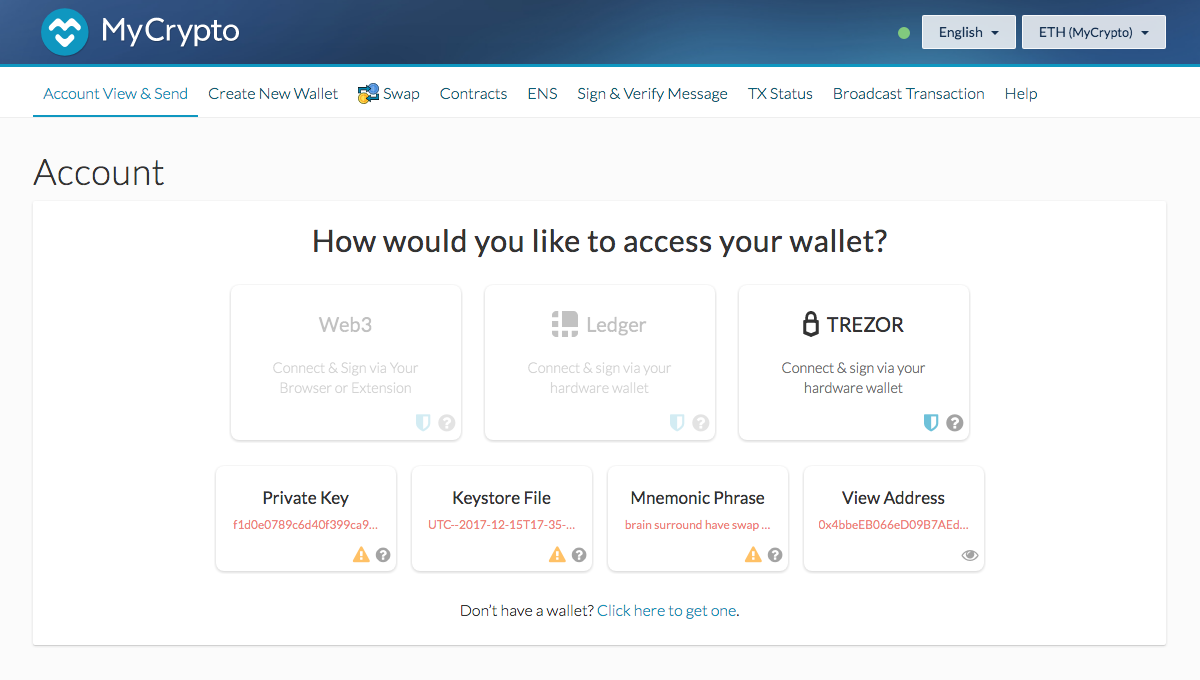 MyCrypto
English
ETH (MyCrypto)
Account View & Send
Create New Wallet
Swap
Contracts
ENS
Sign & Verify Message
TX Status
Broadcast Transaction
Help
Account
How would you like to access your wallet?
Web3
Connect & Sign via Your
Browser or Extension
?
Ledger
Connect & sign via your
hardware wallet
?
TREZOR
Connect & sign via your
hardware wallet
?
Private Key
f1d0e0789c6d40f399ca9...
?
Keystore File
UTC--2017-12-15T17-35-...
?
Mnemonic Phrase
brain surround have swap ...
?
View Address
0x4bbeEB066eD09B7AEd...
Don't have a wallet? Click here to get one.